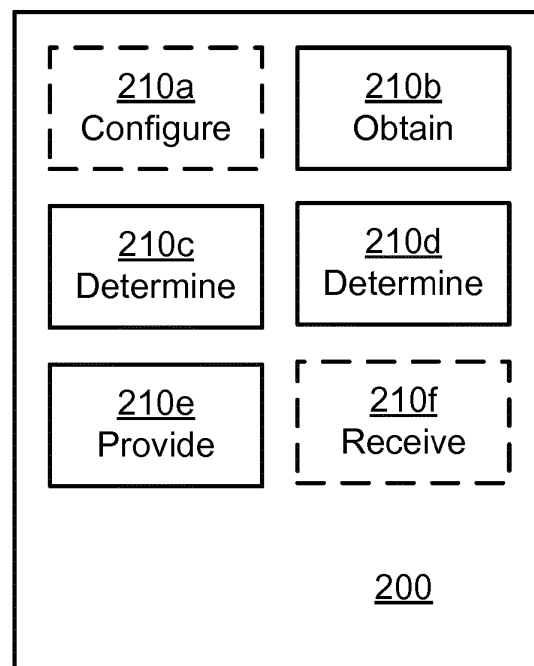 210a
Configure
210b
Obtain
210c
Determine
210d
Determine
210e
Provide
210f
Receive
200